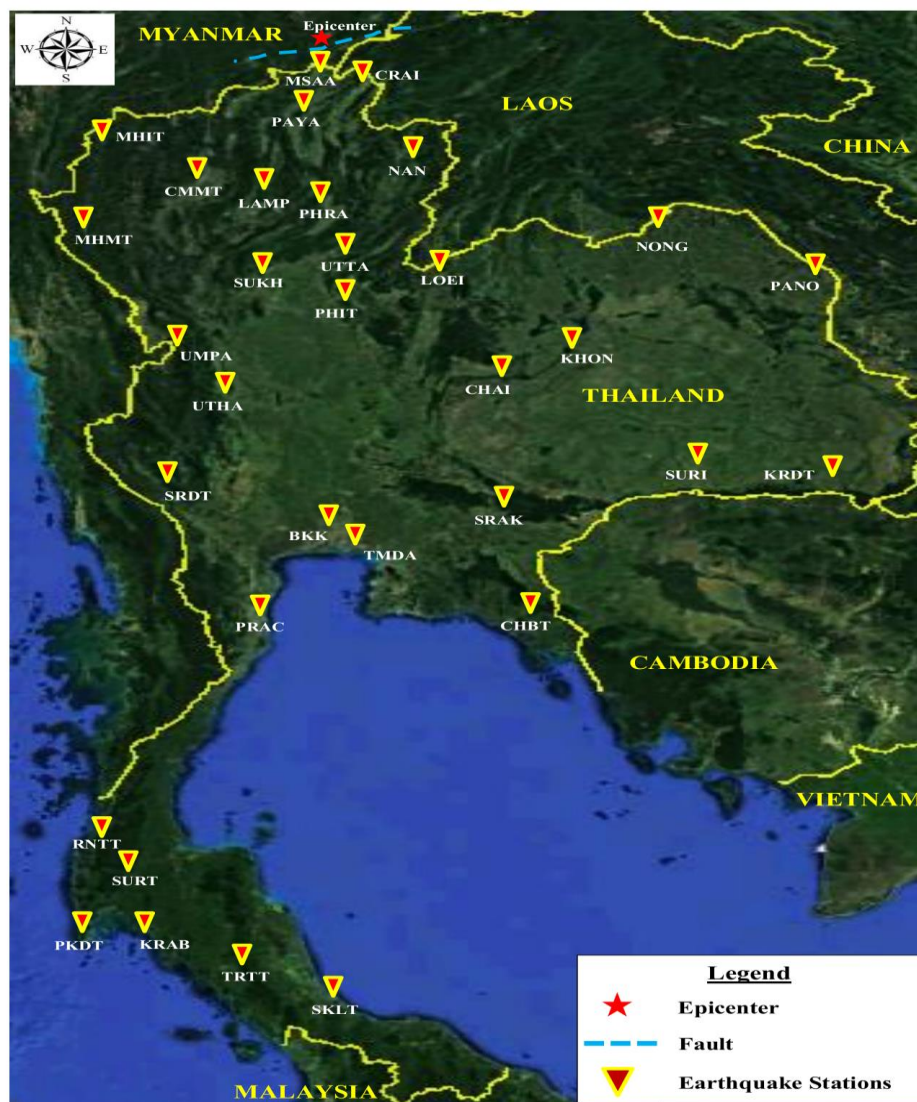 Epicenter
MYANMAR
N
W E
S
MSAA
CRAI
LAOS
PAYA
MHIT
CHINA
NAN
CMMT
LAMP
PHRA
MHMT
NONG
UTTA
SUKH
LOEI
PANO
PHIT
UMPA
KHON
CHAI
UTHA
THAILAND
SURI
KRDT
SRDT
SRAK
BKK
TMDA
PRAC
CHBT
CAMBODIA
VIETNAM
RNTT
SURT
PKDT
KRAB
TRTT
SKLT
MALAYSIA
Legend
Epicenter
Fault
Earthquake Stations